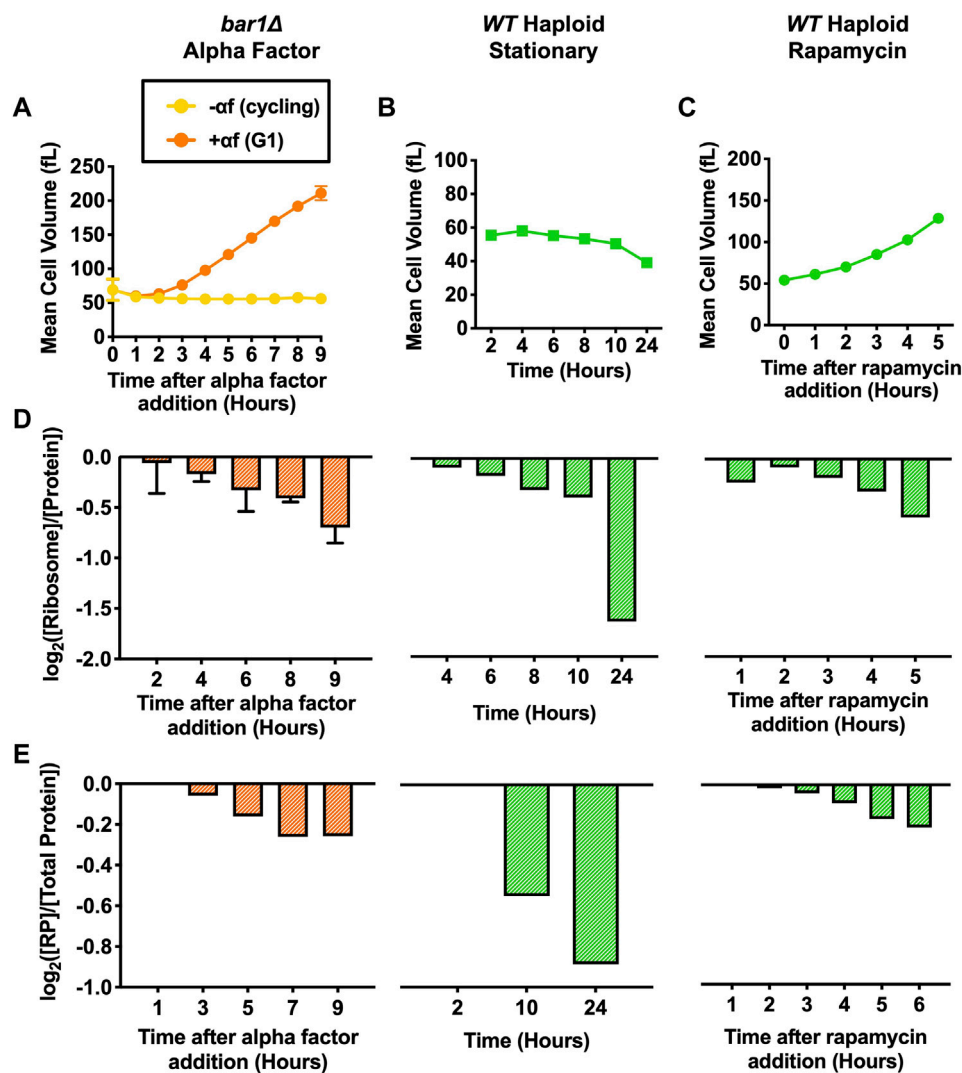 bar1Δ
Alpha Factor
WT Haploid
Stationary
WT Haploid
Rapamycin
A
-αf (cycling)
+αf (G1)
Mean Cell Volume (fL)
250
200
150
100
50
0
0 1 2 3 4 5 6 7 8 9
Time after alpha factor
addition (Hours)
B
Mean Cell Volume (fL)
100
80
60
40
20
0
2 4 6 8 10 24
Time (Hours)
C
Mean Cell Volume (fL)
200
150
100
50
0
0 1 2 3 4 5
Time after rapamycin
addition (Hours)
D
log2([Ribosome]/[Protein])
0.0
-0.5
-1.0
-1.5
-2.0
2 4 6 8 9
Time after alpha factor
addition (Hours)
4 6 8 10 24
Time (Hours)
1 2 3 4 5
Time after rapamycin
addition (Hours)
E
log2([RP]/[Total Protein])
0.0
-0.2
-0.4
-0.6
-0.8
-1.0
1 3 5 7 9
Time after alpha factor
addition (Hours)
2 10 24
Time (Hours)
1 2 3 4 5 6
Time after rapamycin
addition (Hours)